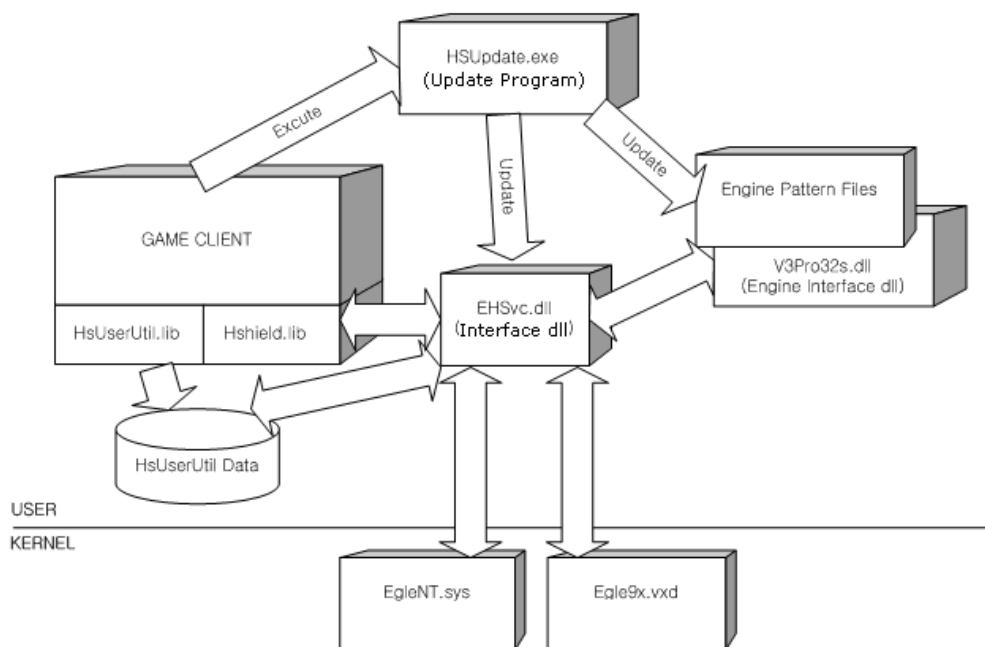 HSUpdate.exe
(Update Program)
Excute
Update
Update
Engine Pattern Files
GAME CLIENT
V3Pro32s.dll
(Engine Interface dll)
EHSvc.dll
(Interface dll)
HsUserUtil.lib
Hshield.lib
HsUserUtil Data
USER
KERNEL
EgleNT.sys
Egle9x.vxd